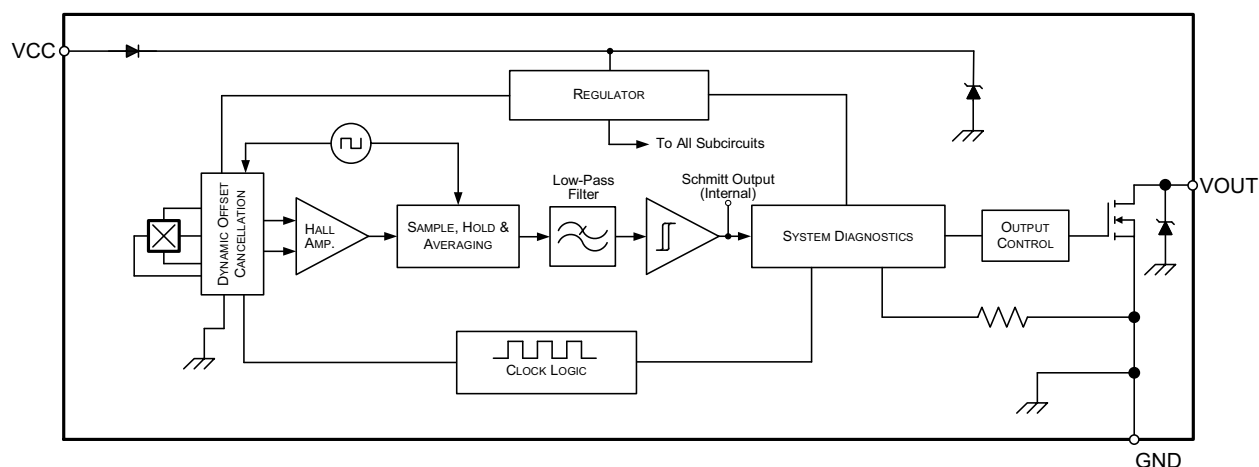 VCC
REGULATOR
To All Subcircuits
DYNAMIC OFFSET
CANCELLATION
HALL
AMP.
SAMPLE, HOLD &
AVERAGING
Low-Pass
Filter
Schmitt Output
(Internal)
SYSTEM DIAGNOSTICS
OUTPUT
CONTROL
VOUT
CLOCK LOGIC
GND